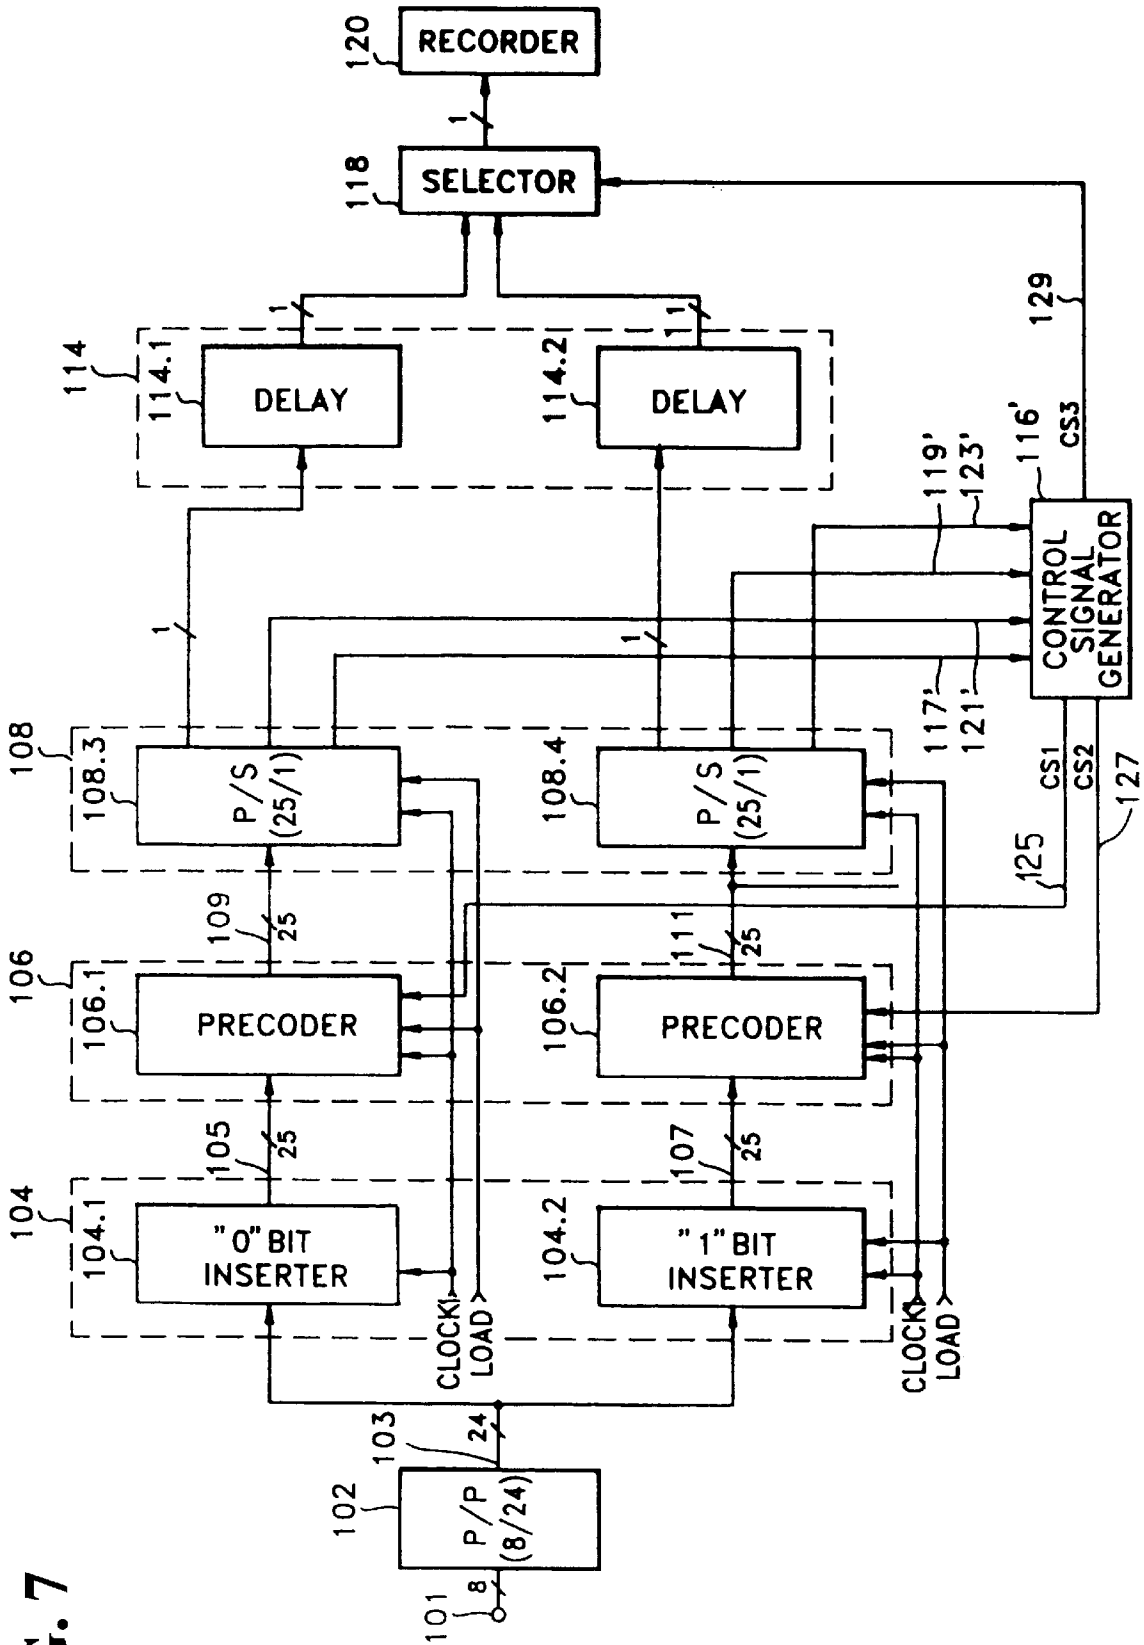 120
RECORDER
1
118
SELECTOR
129
114
114.1
DELAY
1
114.2
DELAY
1
1
CS3
116'
CONTROL
SIGNAL
GENERATOR
119'
123'
117'
121'
CS1
CS2
125
127
1
1
108
108.3
P/S
(25/1)
108.4
P/S
(25/1)
109
25
111
25
106
106.1
PRECODER
106.2
PRECODER
105
25
107
25
104
104.1
"0" BIT
INSERTER
104.2
"1" BIT
INSERTER
CLOCK
LOAD
CLOCK
LOAD
24
103
102
P/P
(8/24)
8
101
G. 7